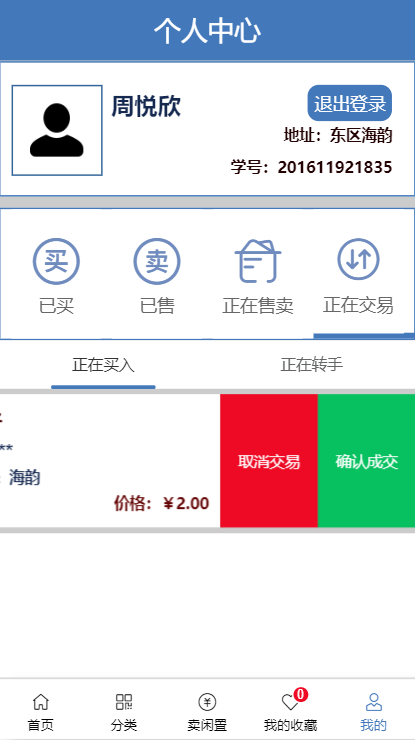 个人中心
周悦欣
退出登录
地址：东区海韵
学号：201611921835
买
卖
已买
已售
正在售卖
正在交易
正在买入
正在转手
**
：海韵
价格：￥2.00
取消交易
确认成交
0
首页
分类
卖闲置
我的收藏
我的